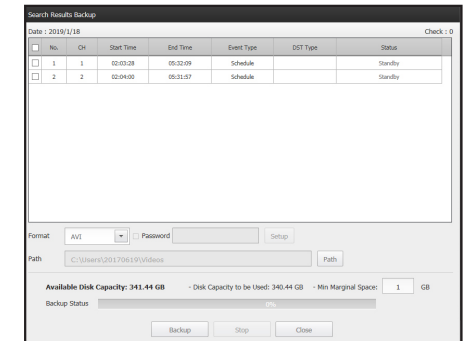 Search Results Backup
Date : 2019/1/18 Check : 0
No. CH Start Time End Time Event Type DST Type Status
1 1 02:03:28 05:32:09 Schedule Standby
2 2 02:04:00 05:31:57 Schedule Standby
Format AVI Password Setup
Path C:\Users\20170619\Videos Path
Available Disk Capacity: 341.44 GB - Disk Capacity to be Used: 340.44 GB - Min Marginal Space: 1 GB
Backup Status 0%
Backup Stop Close